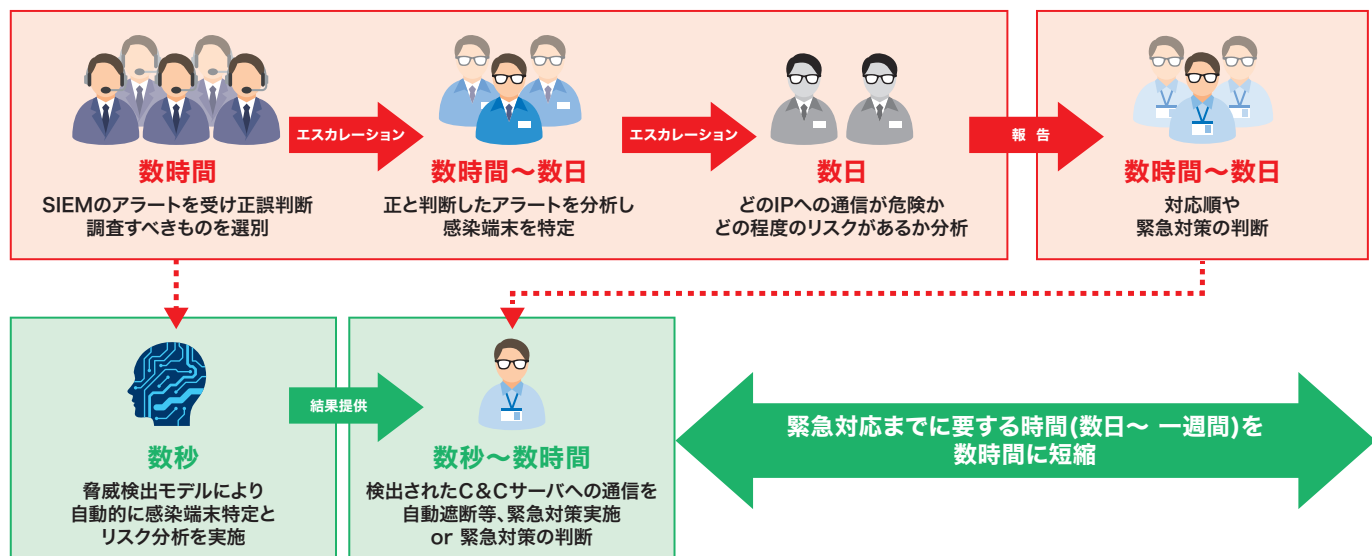 エスカレーション
エスカレーション
報 告
数時間
SIEMのアラートを受け正誤判断
調査すべきものを選別
数時間～数日
正と判断したアラートを分析し
感染端末を特定
数日
どのIPへの通信が危険か
どの程度のリスクがあるか分析
数時間～数日
対応順や
緊急対策の判断
結果提供
数秒
脅威検出モデルにより
自動的に感染端末特定と
リスク分析を実施
数秒～数時間
検出されたC&Cサーバへの通信を
自動遮断等、緊急対策実施
or 緊急対策の判断
緊急対応までに要する時間(数日～ 一週間)を
数時間に短縮